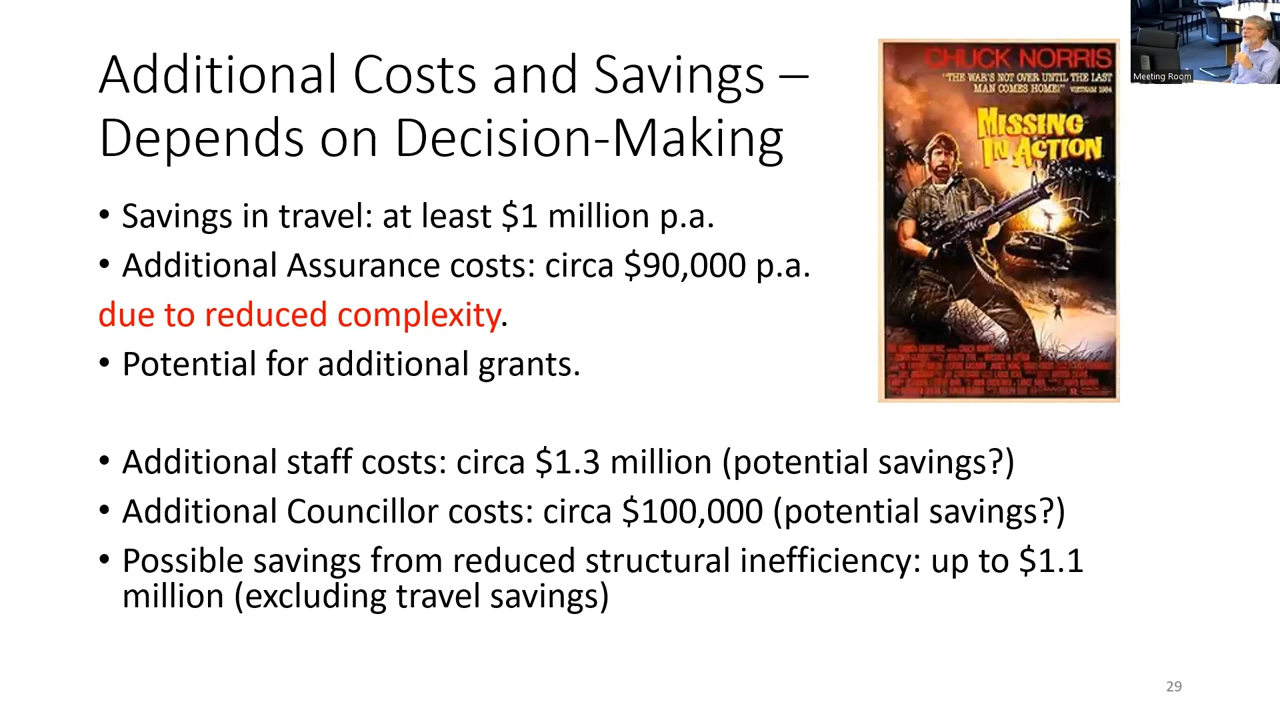 Additional Costs and Savings –
Depends on Decision-Making
• Savings in travel: at least $1 million p.a.
• Additional Assurance costs: circa $90,000 p.a.
due to reduced complexity.
• Potential for additional grants.
• Additional staff costs: circa $1.3 million (potential savings?)
• Additional Councillor costs: circa $100,000 (potential savings?)
• Possible savings from reduced structural inefficiency: up to $1.1
million (excluding travel savings)
CHUCK NORRIS
"THE WAR'S NOT OVER UNTIL THE LAST
MAN COMES HOME!" VIETNAM 1984
MISSING
IN ACTION
Meeting Room
29